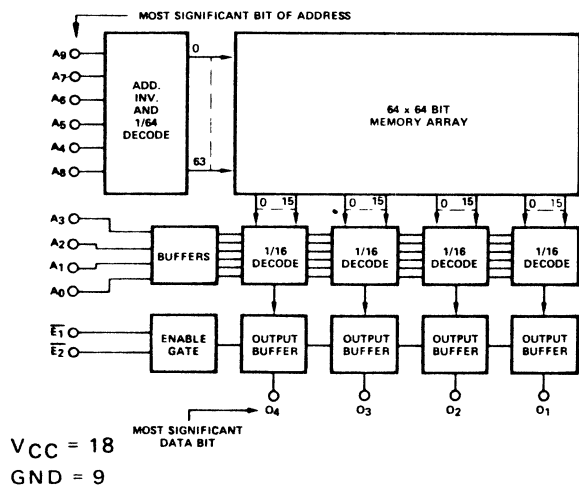 MOST SIGNIFICANT BIT OF ADDRESS
A9
A7
A6
A5
A4
A8
ADD.
INV.
AND
1/64
DECODE
0
63
64 x 64 BIT
MEMORY ARRAY
0 15
0 15
0 15
0 15
A3
A2
A1
A0
BUFFERS
1/16
DECODE
1/16
DECODE
1/16
DECODE
1/16
DECODE
E1
E2
ENABLE
GATE
OUTPUT
BUFFER
OUTPUT
BUFFER
OUTPUT
BUFFER
OUTPUT
BUFFER
O4
O3
O2
O1
MOST SIGNIFICANT
DATA BIT
VCC = 18
GND = 9